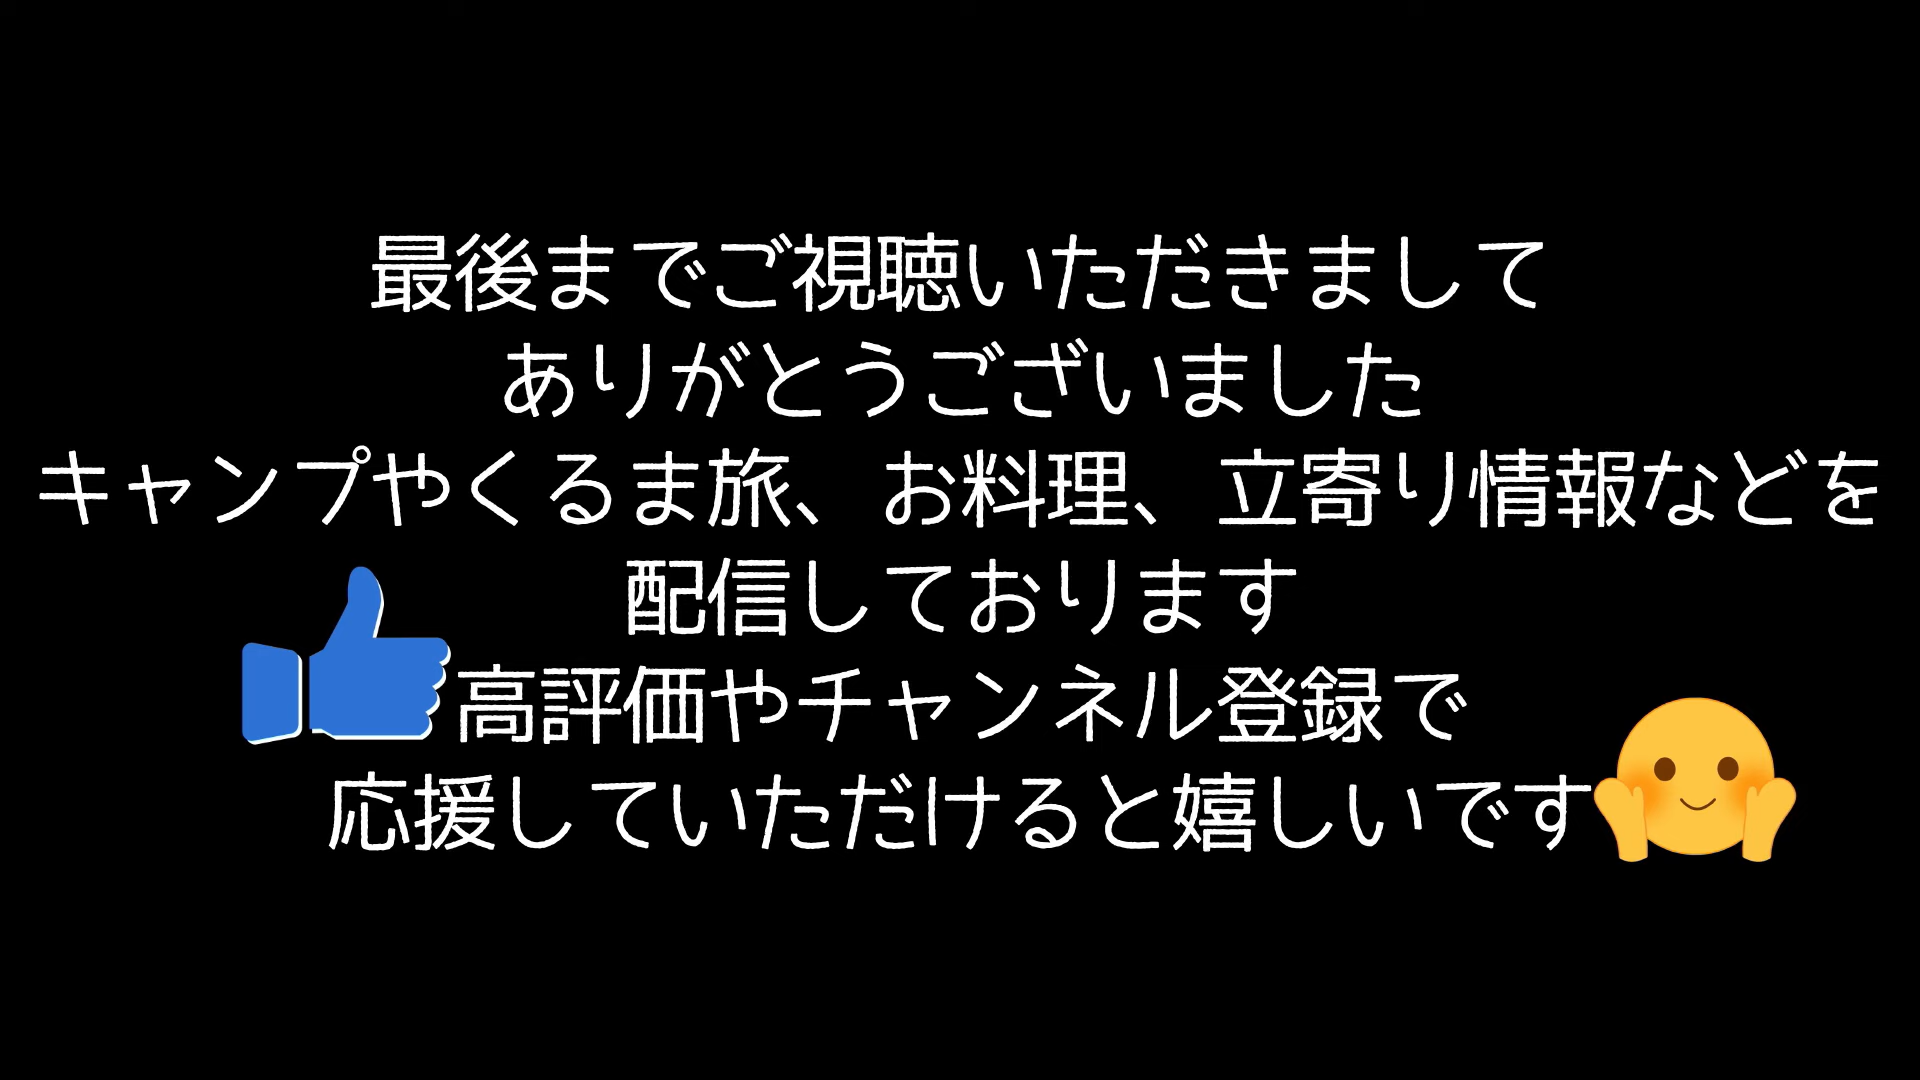 最後までご視聴いただきまして
ありがとうございました
キャンプやくるま旅、お料理、立寄り情報などを
配信しております
高評価やチャンネル登録で
応援していただけると嬉しいです